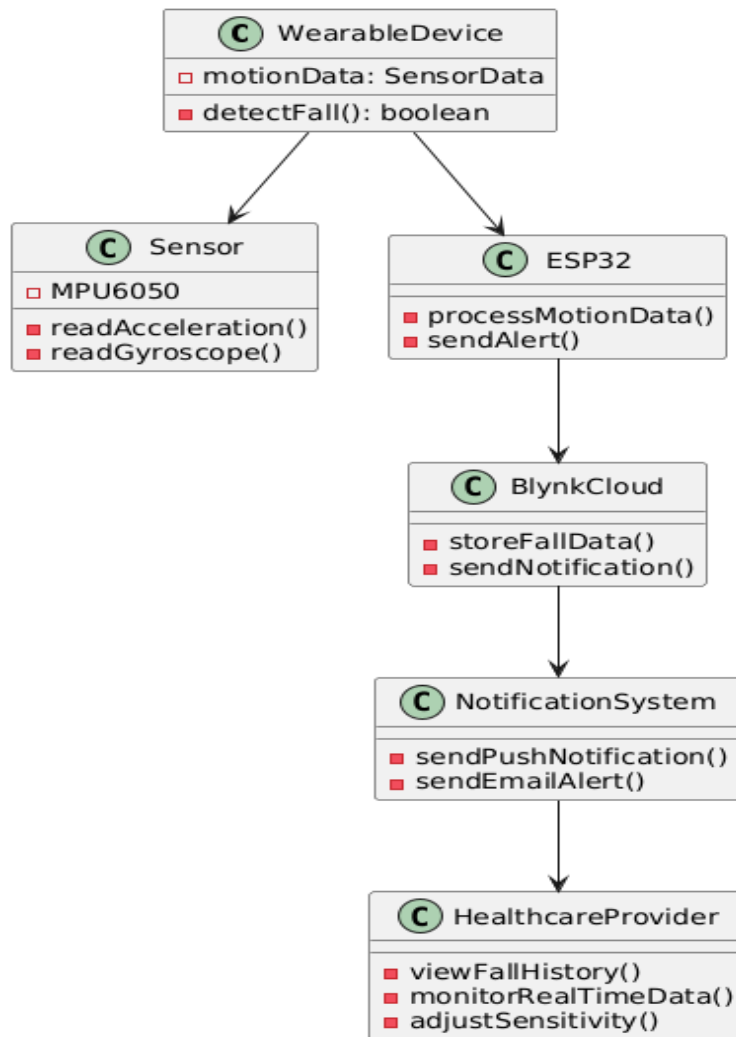 C WearableDevice
motionData: SensorData
detectFall(): boolean
C Sensor
MPU6050
readAcceleration()
readGyroscope()
C ESP32
processMotionData()
sendAlert()
C BlynkCloud
storeFallData()
sendNotification()
C NotificationSystem
sendPushNotification()
sendEmailAlert()
C HealthcareProvider
viewFallHistory()
monitorRealTimeData()
adjustSensitivity()